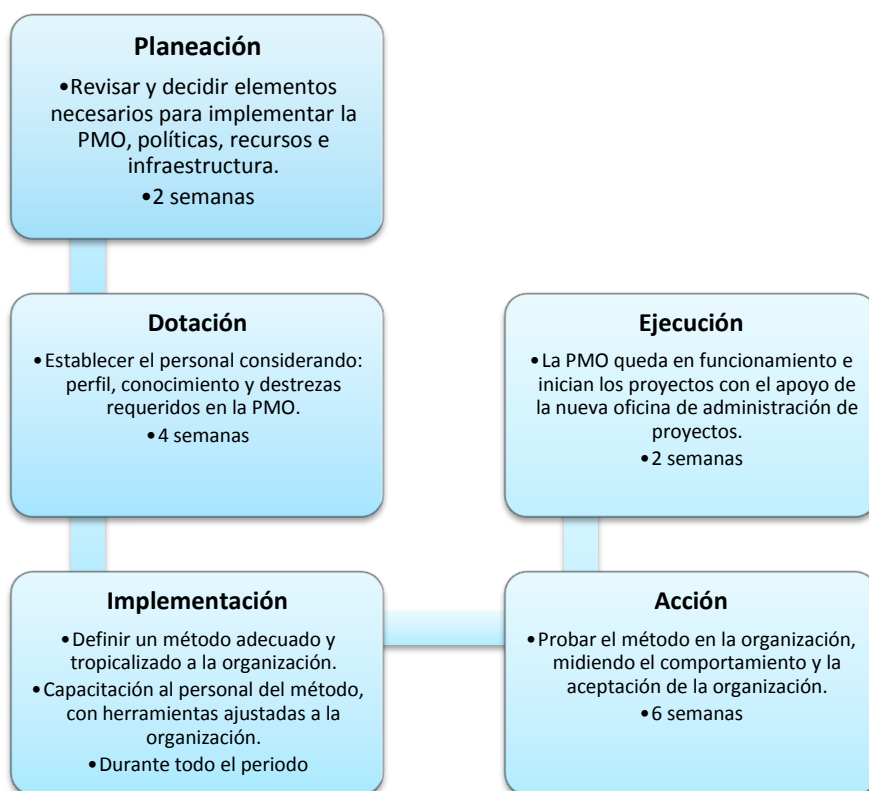 Planeación
•Revisar y decidir elementos
necesarios para implementar la
PMO, políticas, recursos e
infraestructura.
•2 semanas
Dotación
•Establecer el personal considerando:
perfil, conocimiento y destrezas
requeridos en la PMO.
•4 semanas
Implementación
•Definir un método adecuado y
tropicalizado a la organización.
•Capacitación al personal del método,
con herramientas ajustadas a la
organización.
•Durante todo el periodo
Acción
•Probar el método en la organización,
midiendo el comportamiento y la
aceptación de la organización.
•6 semanas
Ejecución
•La PMO queda en funcionamiento e
inician los proyectos con el apoyo de
la nueva oficina de administración de
proyectos.
•2 semanas